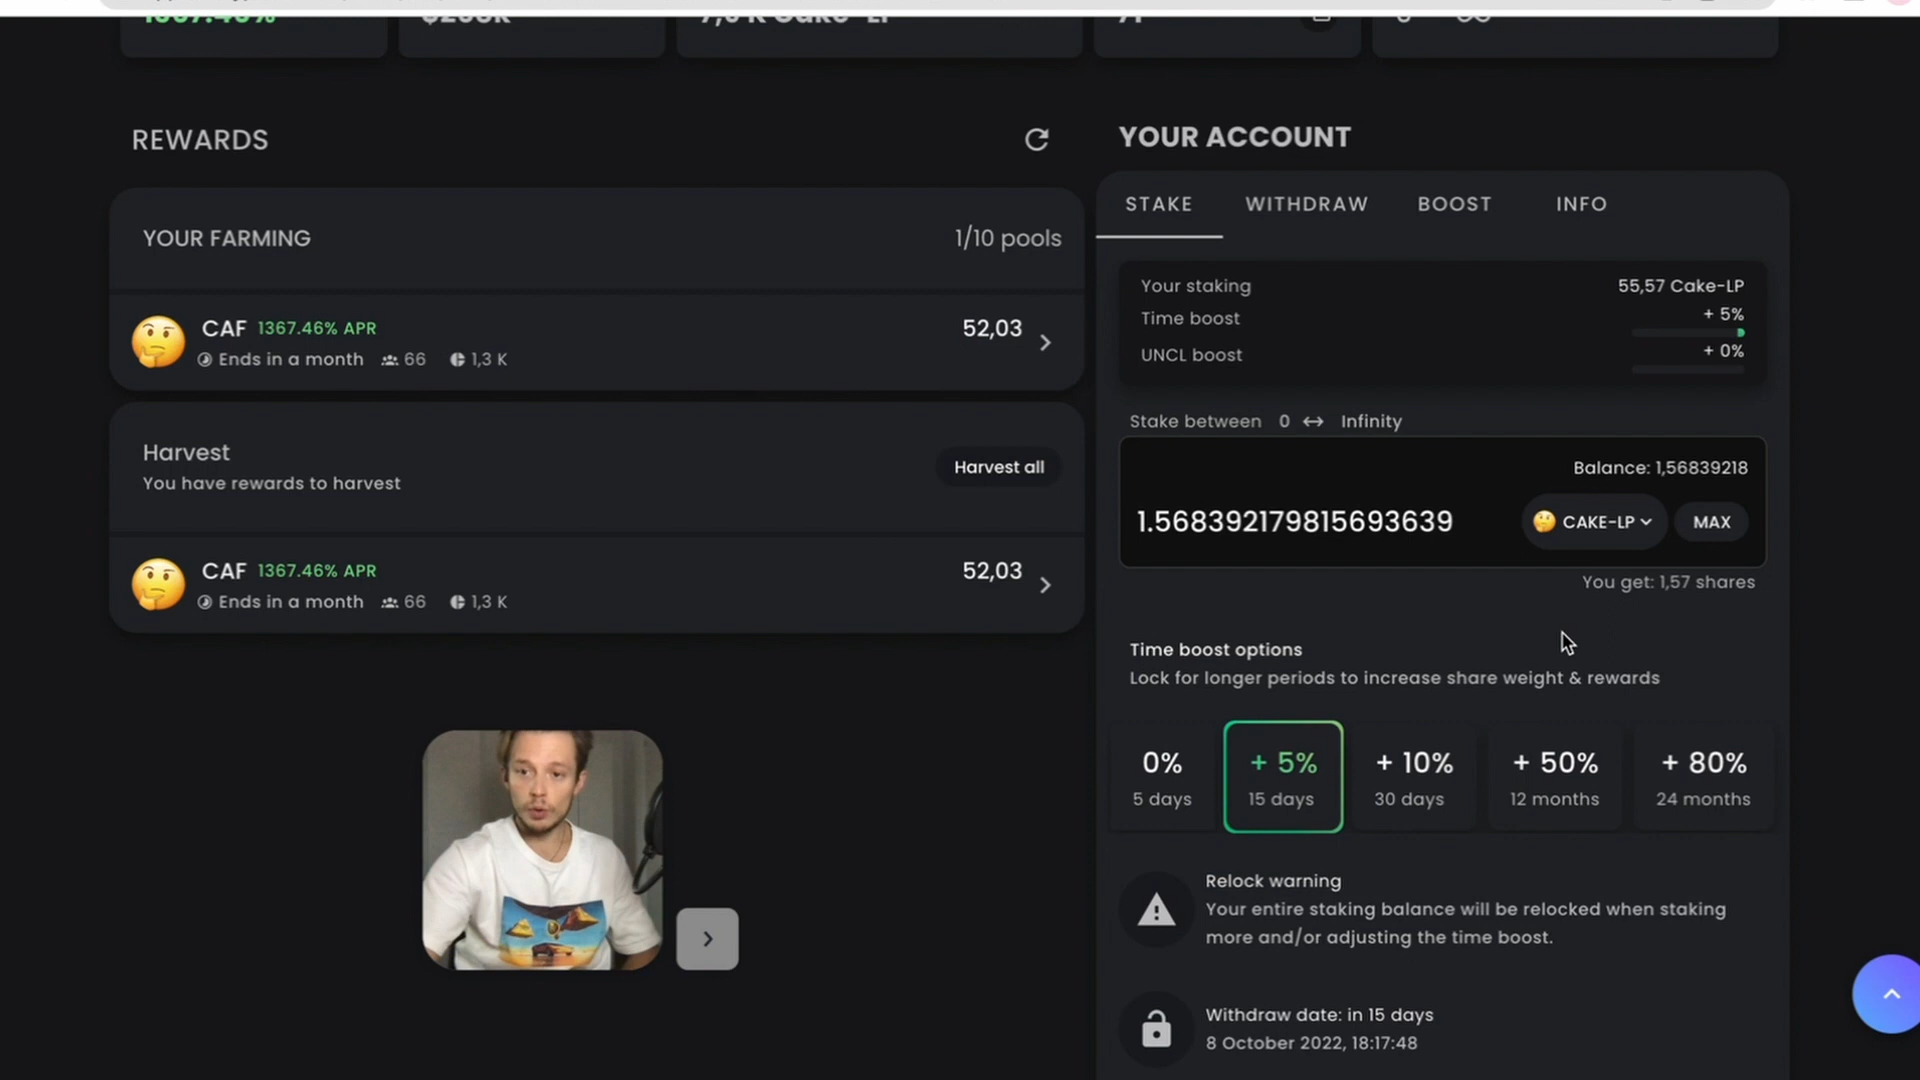 REWARDS
YOUR FARMING
1/10 pools
CAF 1367.46% APR
52,03
Ends in a month 66 1,3 K
Harvest
You have rewards to harvest
Harvest all
CAF 1367.46% APR
52,03
Ends in a month 66 1,3 K
YOUR ACCOUNT
STAKE WITHDRAW BOOST INFO
Your staking 55,57 Cake-LP
Time boost + 5%
UNCL boost + 0%
Stake between 0 ↔ Infinity
Balance: 1,56839218
1.568392179815693639 CAKE-LP MAX
You get: 1,57 shares
Time boost options
Lock for longer periods to increase share weight & rewards
0% + 5% + 10% + 50% + 80%
5 days 15 days 30 days 12 months 24 months
Relock warning
Your entire staking balance will be relocked when staking
more and/or adjusting the time boost.
Withdraw date: in 15 days
8 October 2022, 18:17:48